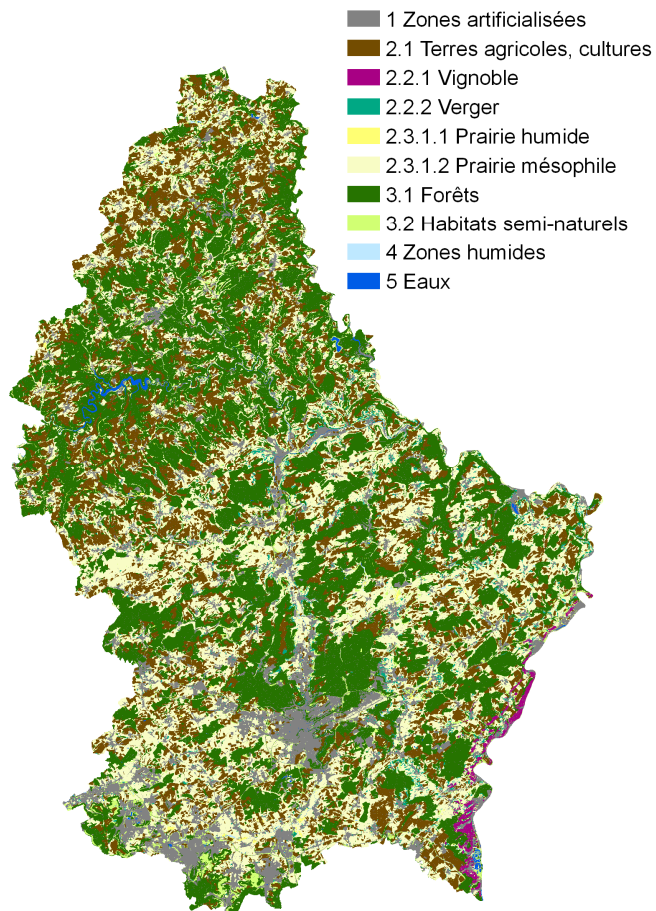 1 Zones artificialisées
2.1 Terres agricoles, cultures
2.2.1 Vignoble
2.2.2 Verger
2.3.1.1 Prairie humide
2.3.1.2 Prairie mésophile
3.1 Forêts
3.2 Habitats semi-naturels
4 Zones humides
5 Eaux